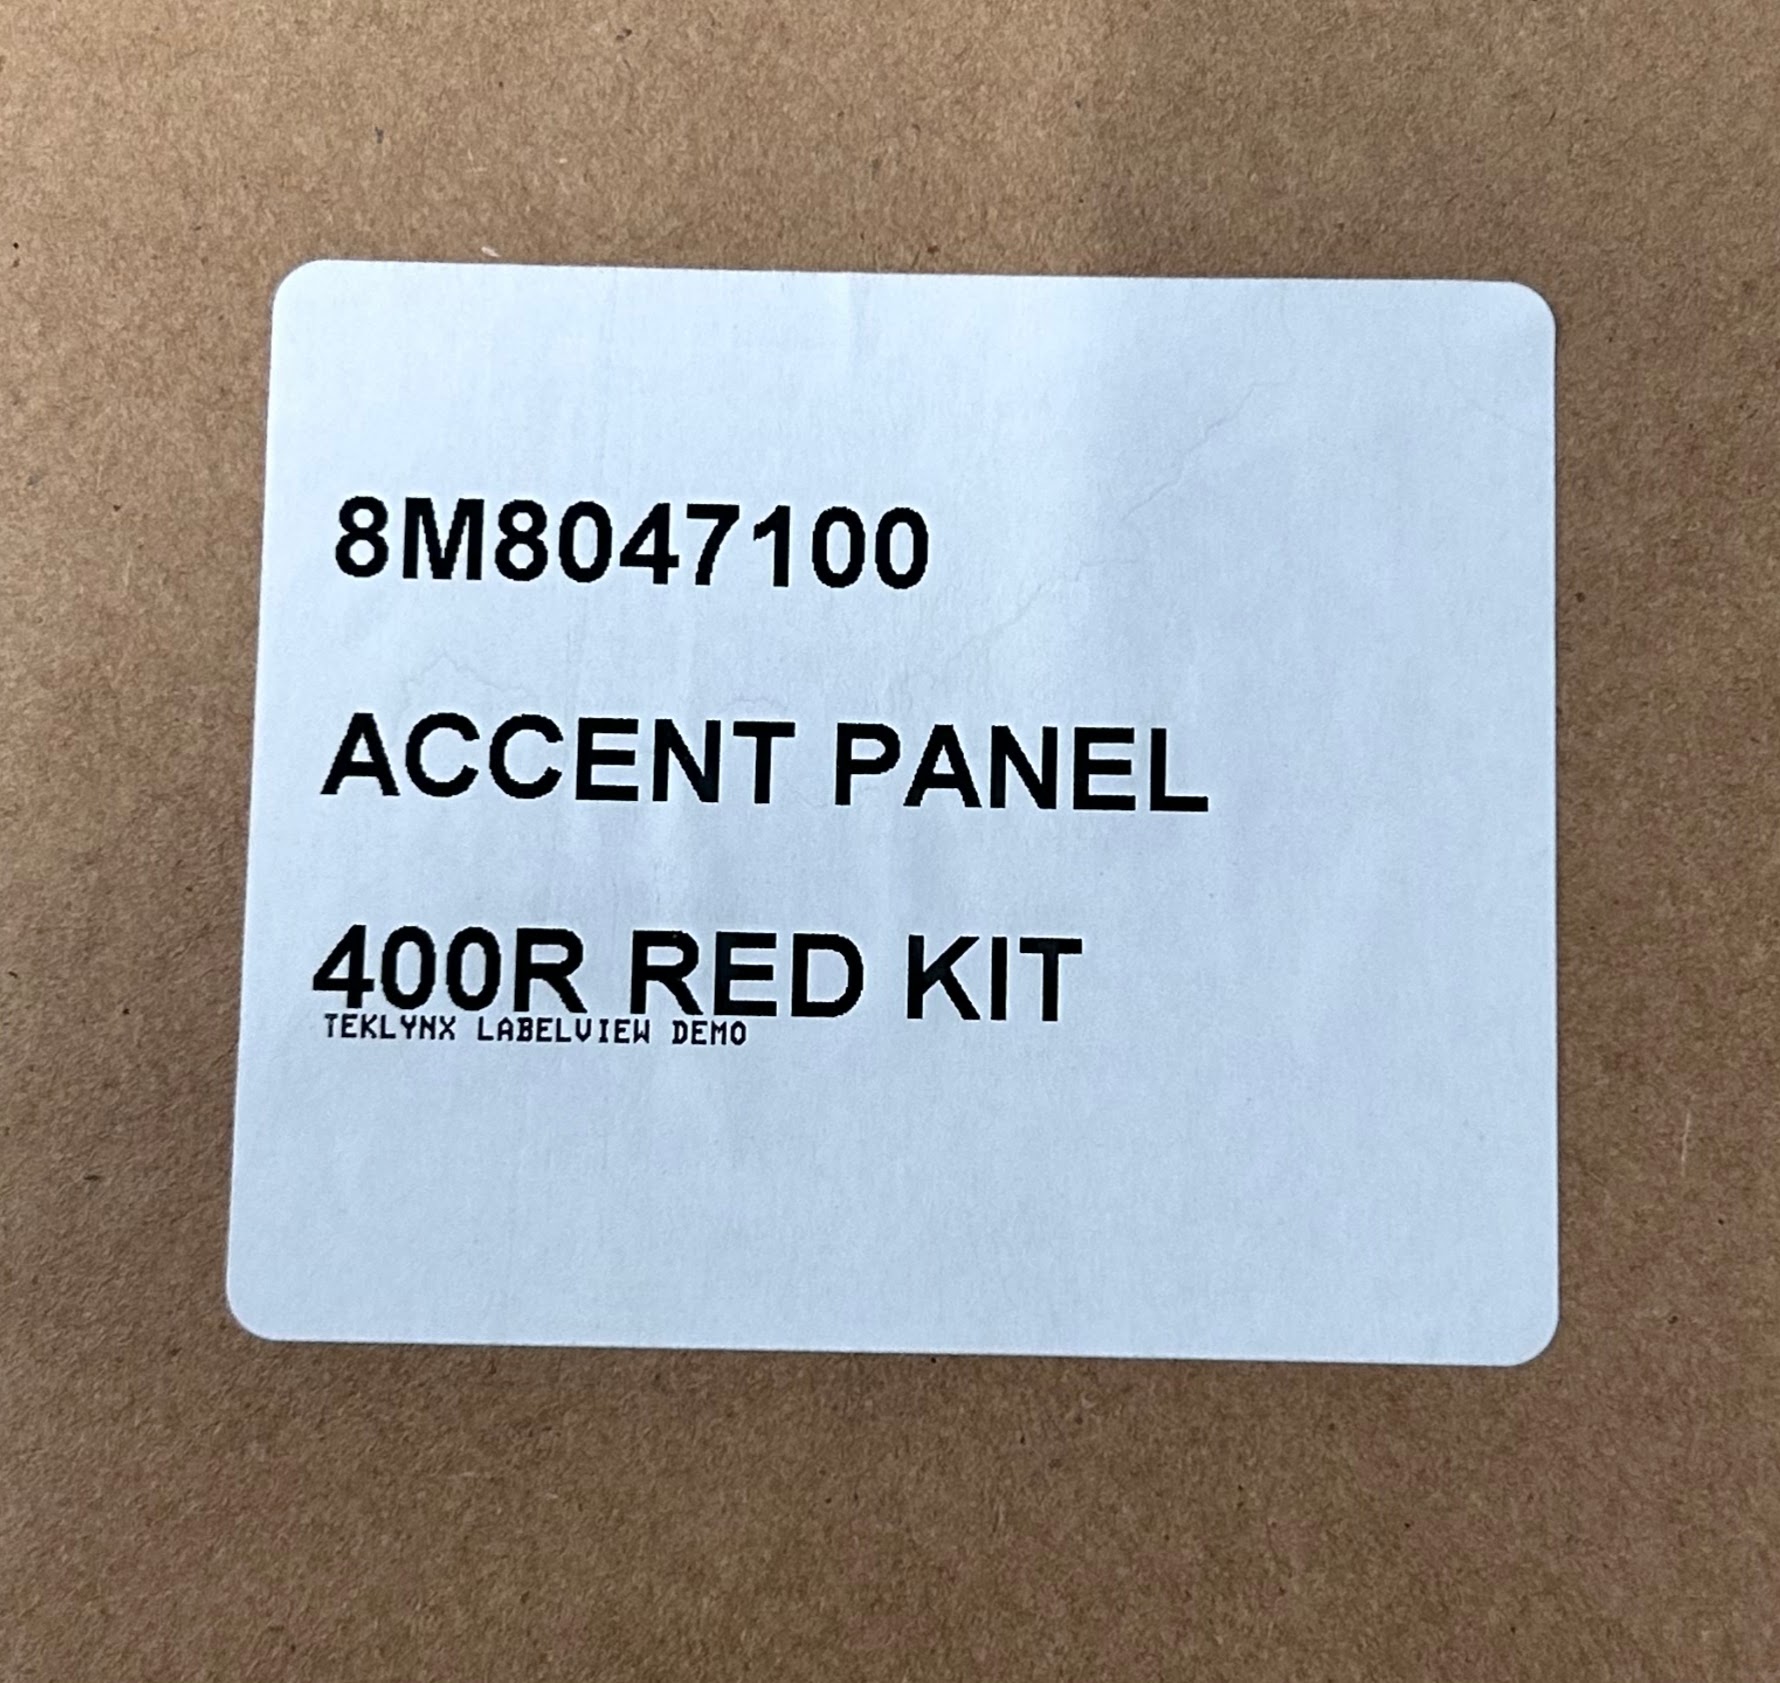 8M8047100
ACCENT PANEL
400R RED KIT
TEKLYNX LABELVIEW DEMO